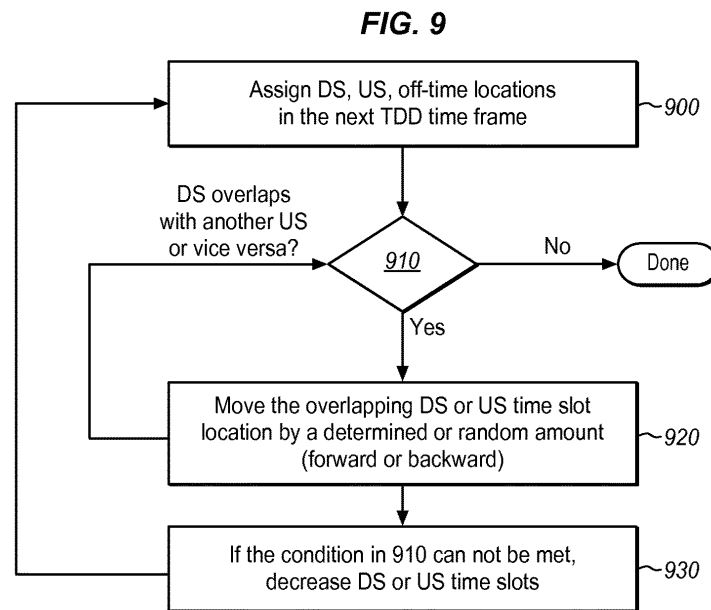 FIG. 9
Assign DS, US, off-time locations
in the next TDD time frame
900
DS overlaps
with another US
or vice versa?
910
No
Done
Yes
Move the overlapping DS or US time slot
location by a determined or random amount
(forward or backward)
920
If the condition in 910 can not be met,
decrease DS or US time slots
930